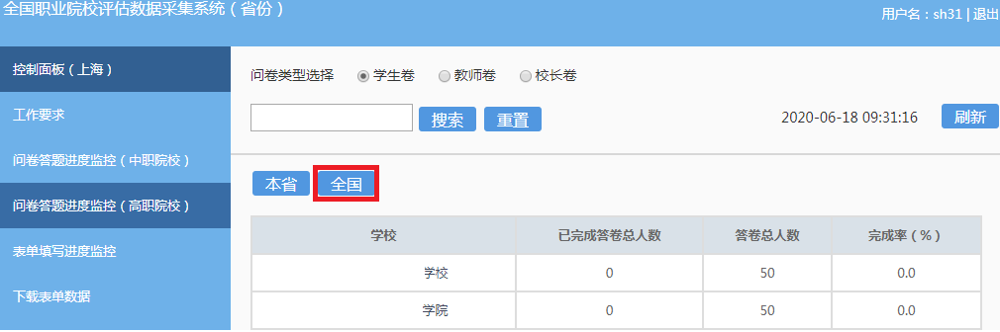 全国职业院校评估数据采集系统（省份）
用户名：sh31 | 退出
控制面板（上海）
工作要求
问卷答题进度监控（中职院校）
问卷答题进度监控（高职院校）
表单填写进度监控
下载表单数据
问卷类型选择 学生卷 教师卷 校长卷
搜索 重置 2020-06-18 09:31:16 刷新
本省 全国
学校 已完成答卷总人数 答卷总人数 完成率（%）
学校 0 50 0.0
学院 0 50 0.0